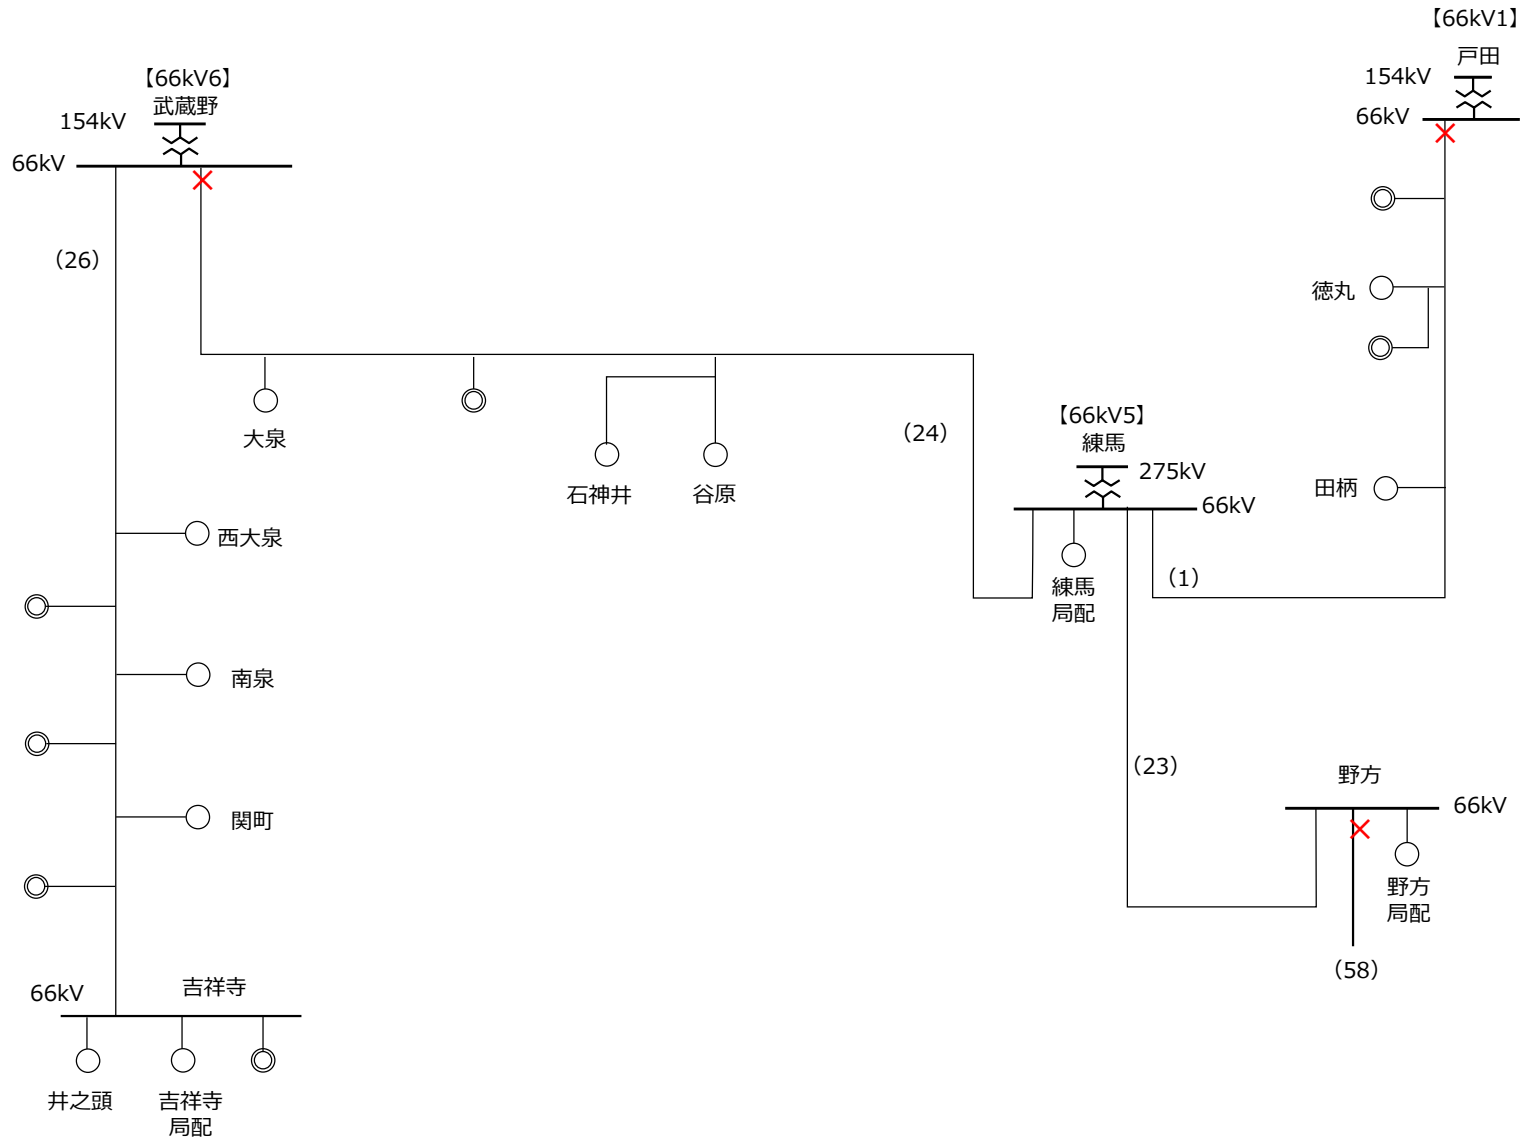 【66kV1】
戸田
154kV
66kV
【66kV6】
武蔵野
154kV
66kV
（26）
徳丸
大泉
石神井
谷原
（24）
【66kV5】
練馬
275kV
66kV
田柄
西大泉
練馬
局配
（1）
南泉
（23）
野方
66kV
関町
野方
局配
（58）
66kV
吉祥寺
井之頭
吉祥寺
局配